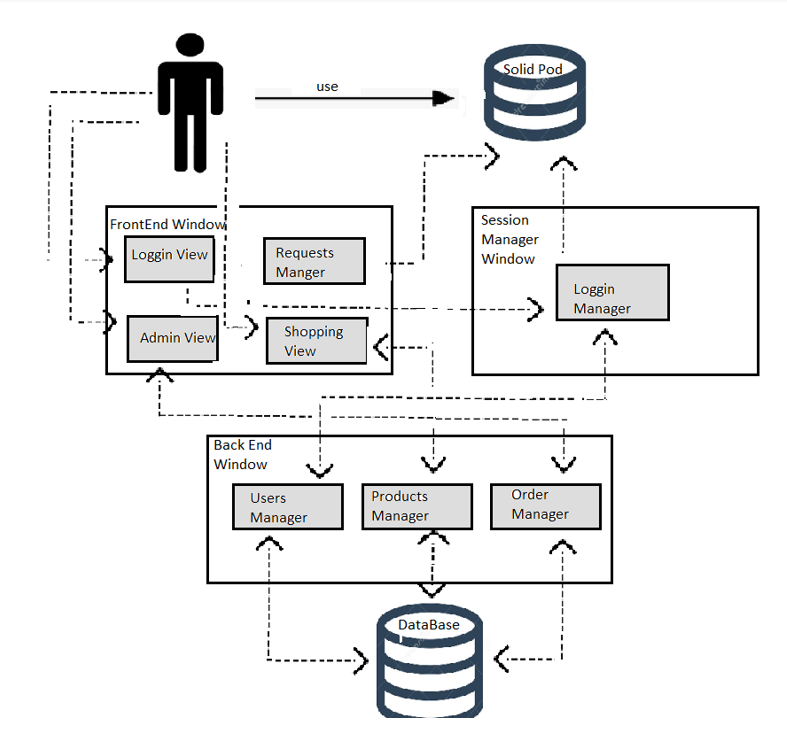 use
Solid Pod
FrontEnd Window
Loggin View
Requests
Manger
Admin View
Shopping
View
Session
Manager
Window
Loggin
Manager
Back End
Window
Users
Manager
Products
Manager
Order
Manager
DataBase